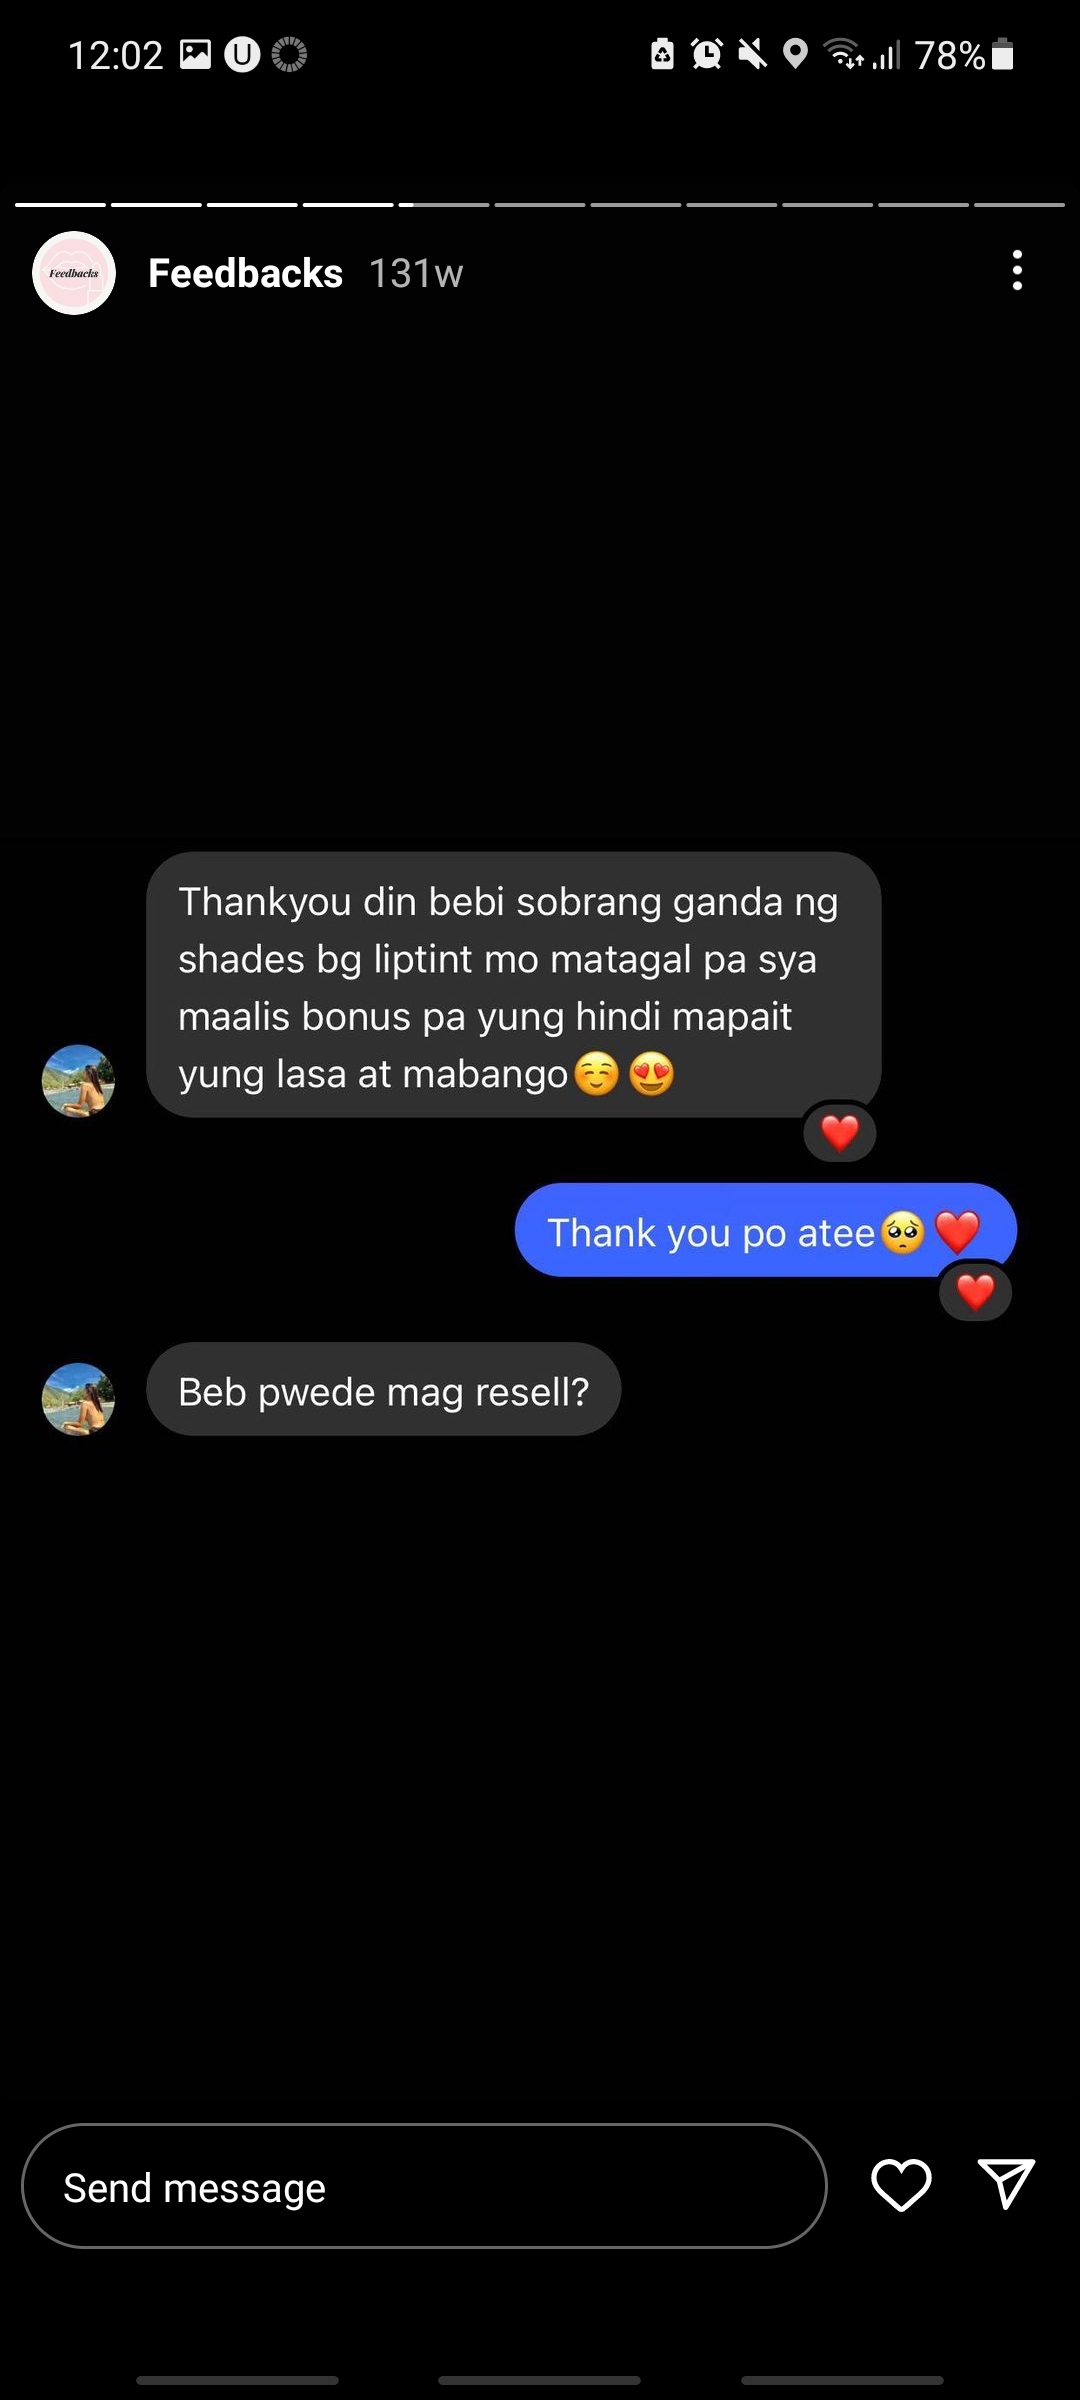 12:02 U 78%
Feedbacks
Feedbacks 131w
Thankyou din bebi sobrang ganda ng
shades bg liptint mo matagal pa sya
maalis bonus pa yung hindi mapait
yung lasa at mabango☺️😍
❤️
Thank you po atee🥺❤️
❤️
Beb pwede mag resell?
Send message